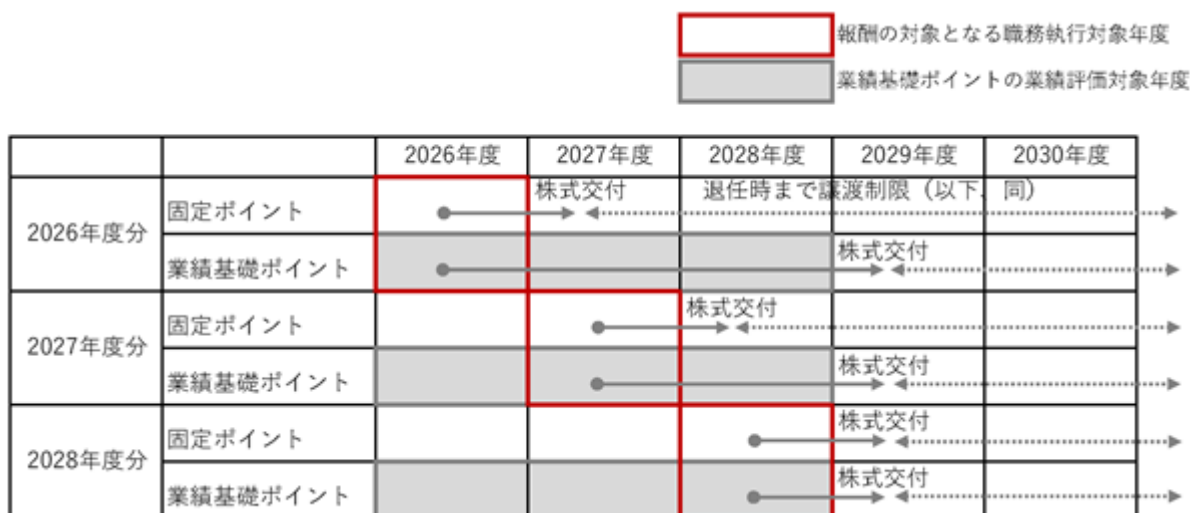 報酬の対象となる職務執行対象年度
業績基礎ポイントの業績評価対象年度
2026年度 2027年度 2028年度 2029年度 2030年度
2026年度分
固定ポイント 株式交付 退任時まで譲渡制限（以下、同）
業績基礎ポイント 株式交付
2027年度分
固定ポイント 株式交付
業績基礎ポイント 株式交付
2028年度分
固定ポイント 株式交付
業績基礎ポイント 株式交付